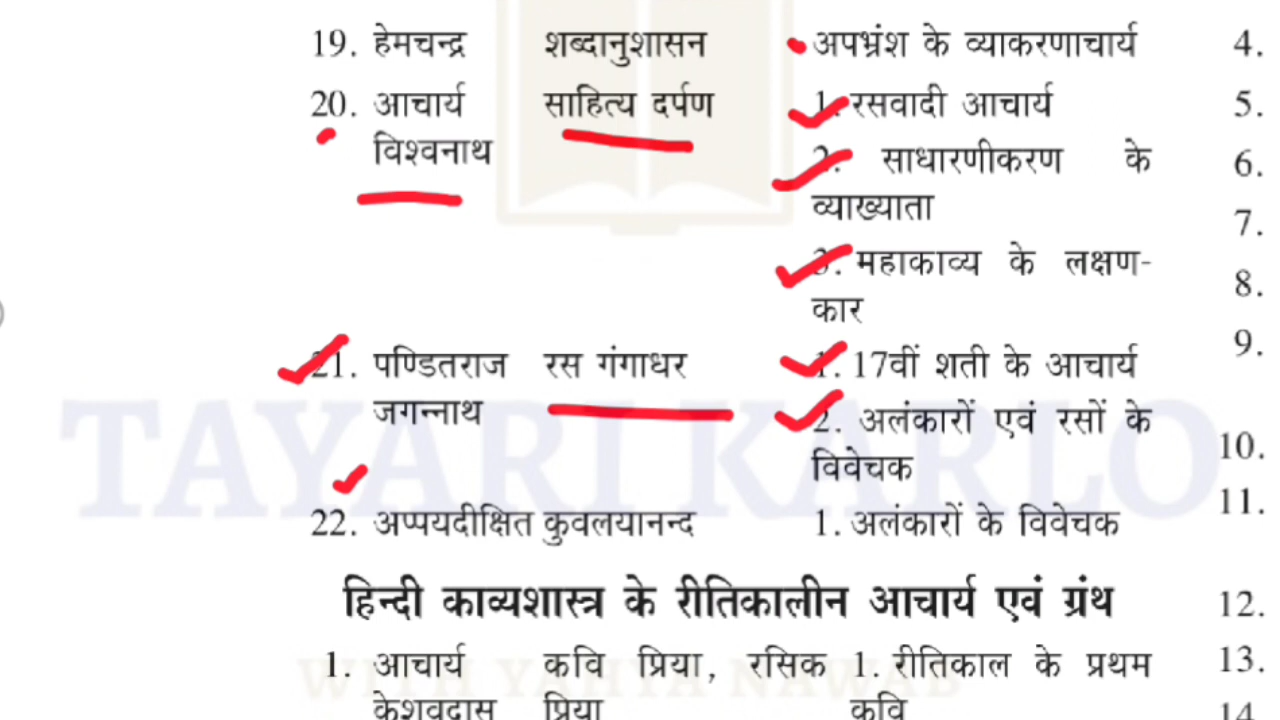 19. हेमचन्द्र शब्दानुशासन अपभ्रंश के व्याकरणाचार्य 4.
20. आचार्य साहित्य दर्पण 1. रसवादी आचार्य 5.
विश्वनाथ 2. साधारणीकरण के 6.
व्याख्याता 7.
3. महाकाव्य के लक्षण-
कार 8.
21. पण्डितराज रस गंगाधर 1. 17वीं शती के आचार्य 9.
जगन्नाथ 2. अलंकारों एवं रसों के 10.
विवेचक
22. अप्पयदीक्षित कुवलयानन्द 1. अलंकारों के विवेचक 11.
हिन्दी काव्यशास्त्र के रीतिकालीन आचार्य एवं ग्रंथ 12.
1. आचार्य कवि प्रिया, रसिक 1. रीतिकाल के प्रथम 13.
केशवदास प्रिया कवि 14
TAYARI KARLO
WITH YAHYA NAWAB